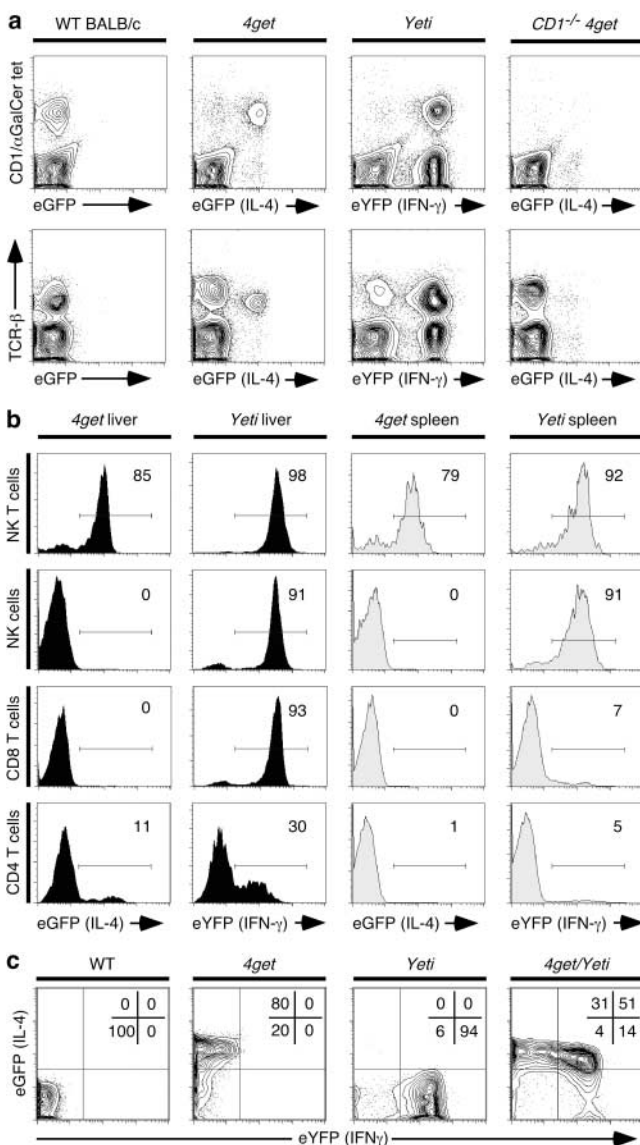 a
WT BALB/c 4get Yeti CD1-/- 4get
CD1/αGalCer tet
eGFP eGFP (IL-4) eYFP (IFN-γ) eGFP (IL-4)
TCR-β
eGFP eGFP (IL-4) eYFP (IFN-γ) eGFP (IL-4)
b
4get liver Yeti liver 4get spleen Yeti spleen
NK T cells
85 98 79 92
NK cells
0 91 0 91
CD8 T cells
0 93 0 7
CD4 T cells
11 30 1 5
eGFP (IL-4) eYFP (IFN-γ) eGFP (IL-4) eYFP (IFN-γ)
c
WT 4get Yeti 4get/Yeti
eGFP (IL-4)
0 0 80 0 0 0 31 51
100 0 20 0 6 94 4 14
eYFP (IFNγ)